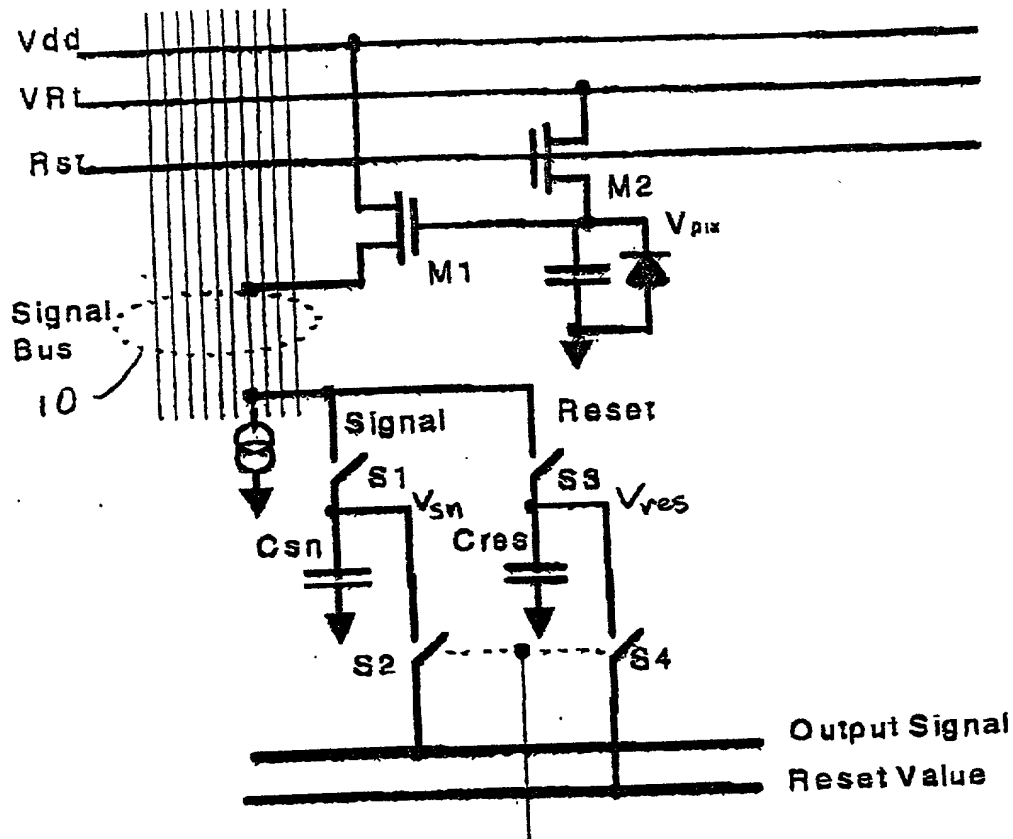 Vdd
VRt
Rst
M2
Vpix
M1
Signal
Bus
10
Signal
Reset
S1
S3
Vsn
Vres
Csn
Cres
S2
S4
Output Signal
Reset Value